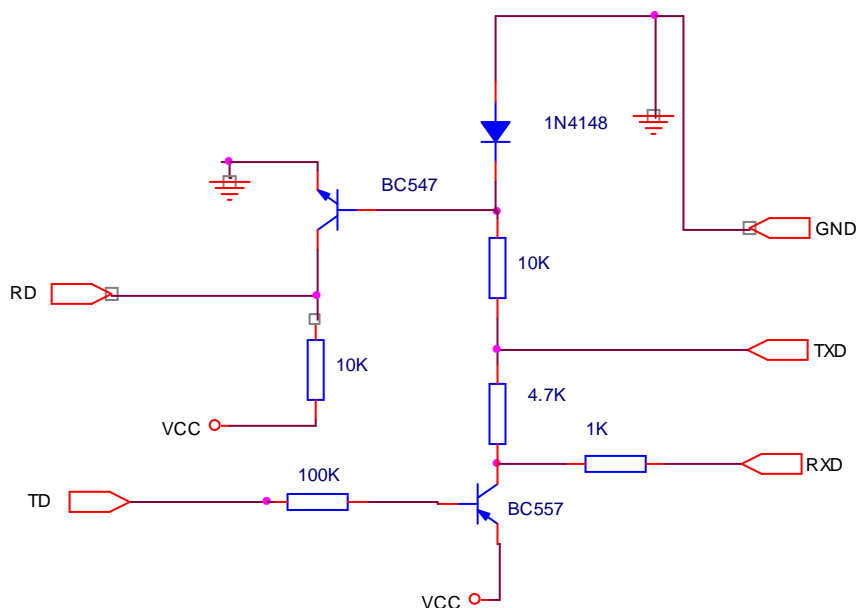 1N4148
BC547
GND
10K
RD
TXD
10K
4.7K
VCC
1K
RXD
100K
TD
BC557
VCC